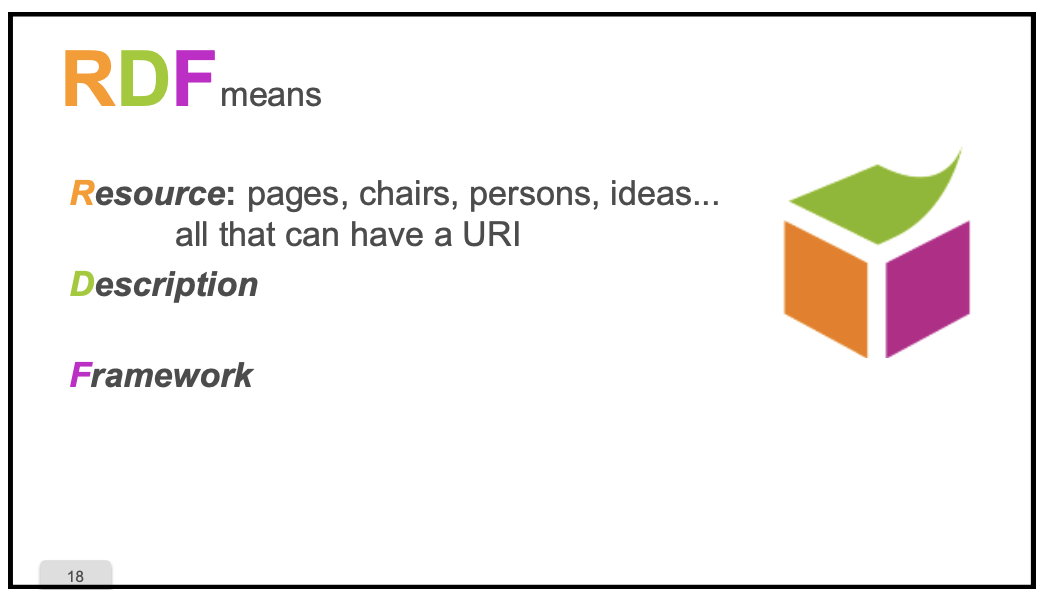 RDF means
Resource: pages, chairs, persons, ideas...
all that can have a URI
Description
Framework
18